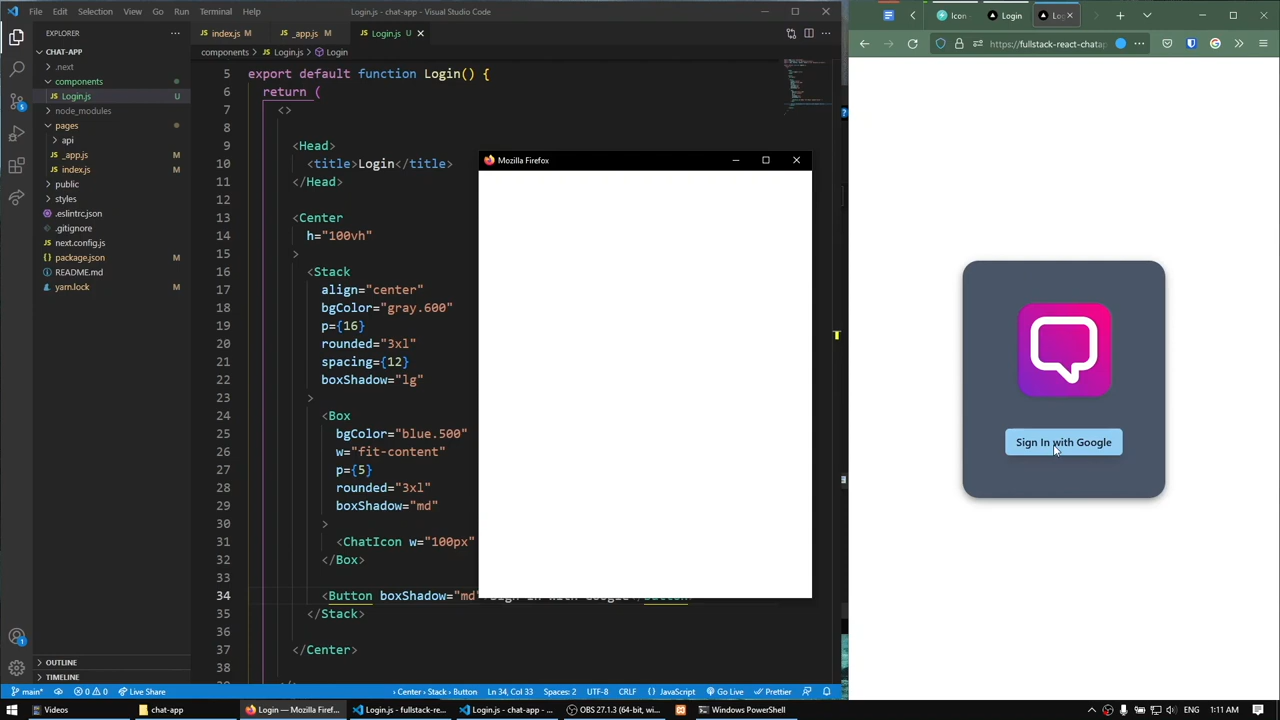 File Edit Selection View Go Run Terminal Help
Login.js - chat-app - Visual Studio Code
EXPLORER
CHAT-APP
.next
components
JS Login.js U
node_modules
pages
api
JS _app.js M
JS index.js M
public
styles
.eslintrc.json
.gitignore
next.config.js
package.json M
README.md
yarn.lock M
OUTLINE
TIMELINE
JS index.js M
JS _app.js M
JS Login.js U
components > JS Login.js > Login
5 export default function Login() {
6 return (
7 <>
8
9 <Head>
10 <title>Login</title>
11 </Head>
12
13 <Center
14 h="100vh"
15 >
16 <Stack
17 align="center"
18 bgColor="gray.600"
19 p={16}
20 rounded="3xl"
21 spacing={12}
22 boxShadow="lg"
23 >
24 <Box
25 bgColor="blue.500"
26 w="fit-content"
27 p={5}
28 rounded="3xl"
29 boxShadow="md"
30 >
31 <ChatIcon w="100px"
32 </Box>
33
34 <Button boxShadow="md"
35 </Stack>
36
37 </Center>
38
Mozilla Firefox
Icon
Login
Log
https://fullstack-react-chatap
Sign In with Google
main* 0 0 Live Share
› Center › Stack › Button Ln 34, Col 33 Spaces: 2 UTF-8 CRLF JavaScript Go Live Prettier
Videos
chat-app
Login — Mozilla Firef...
Login.js - fullstack-re...
Login.js - chat-app - ...
OBS 27.1.3 (64-bit, wi...
Windows PowerShell
1:11 AM